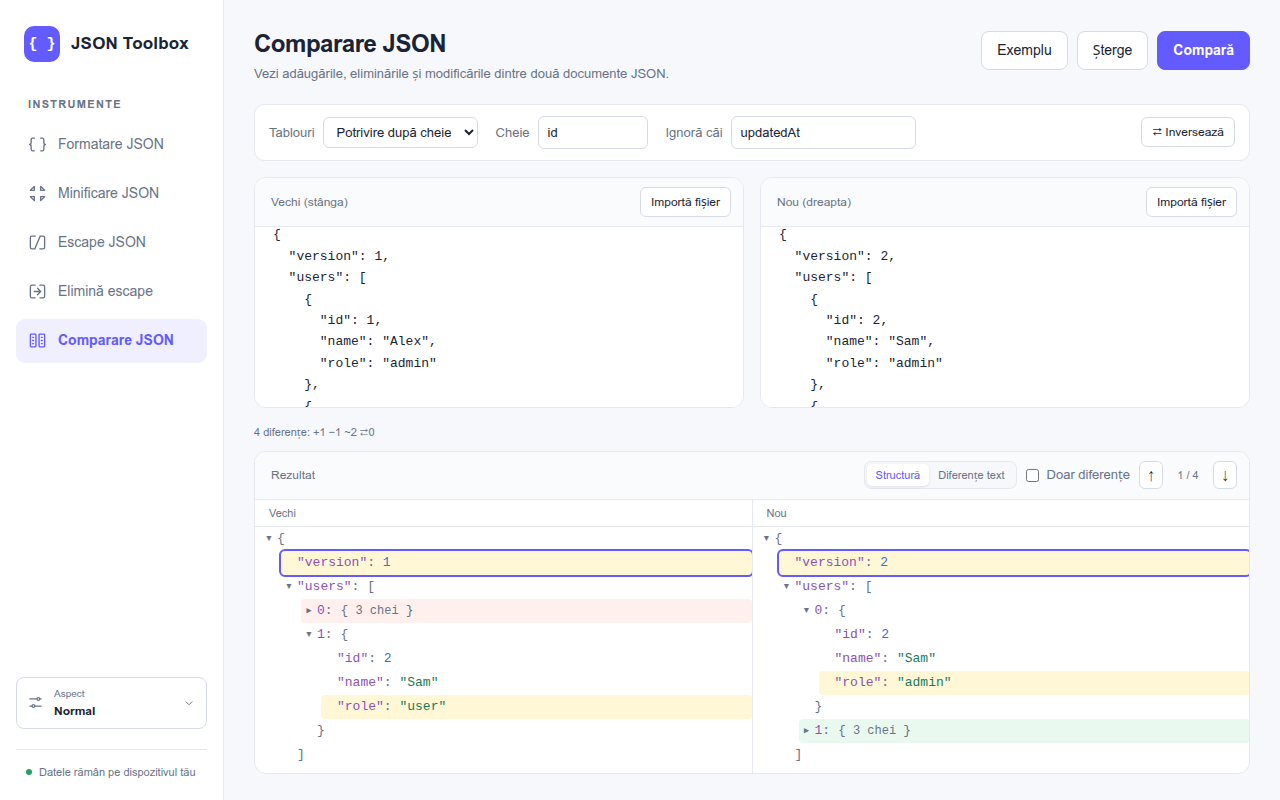 { } JSON Toolbox
INSTRUMENTE
Formatare JSON
Minificare JSON
Escape JSON
Elimină escape
Comparare JSON
Aspect
Normal
Datele rămân pe dispozitivul tău
Comparare JSON
Vezi adăugările, eliminările și modificările dintre două documente JSON.
Exemplu
Șterge
Compară
Tablouri
Potrivire după cheie
Cheie
id
Ignoră căi
updatedAt
⇄ Inversează
Vechi (stânga)
Importă fișier
{
"version": 1,
"users": [
{
"id": 1,
"name": "Alex",
"role": "admin"
},
{
Nou (dreapta)
Importă fișier
{
"version": 2,
"users": [
{
"id": 2,
"name": "Sam",
"role": "admin"
},
{
4 diferențe: +1 −1 ~2 ⇄0
Rezultat
Structură
Diferențe text
Doar diferențe
↑
1 / 4
↓
Vechi
▾ {
"version": 1
▾ "users": [
▸ 0: { 3 chei }
▾ 1: {
"id": 2
"name": "Sam"
"role": "user"
}
]
Nou
▾ {
"version": 2
▾ "users": [
▾ 0: {
"id": 2
"name": "Sam"
"role": "admin"
}
▸ 1: { 3 chei }
]